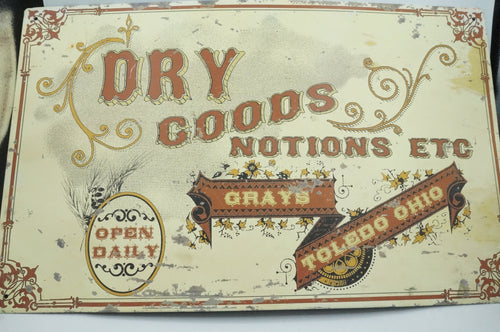 DRY
GOODS
NOTIONS ETC
GRAYS
TOLEDO OHIO
OPEN
DAILY